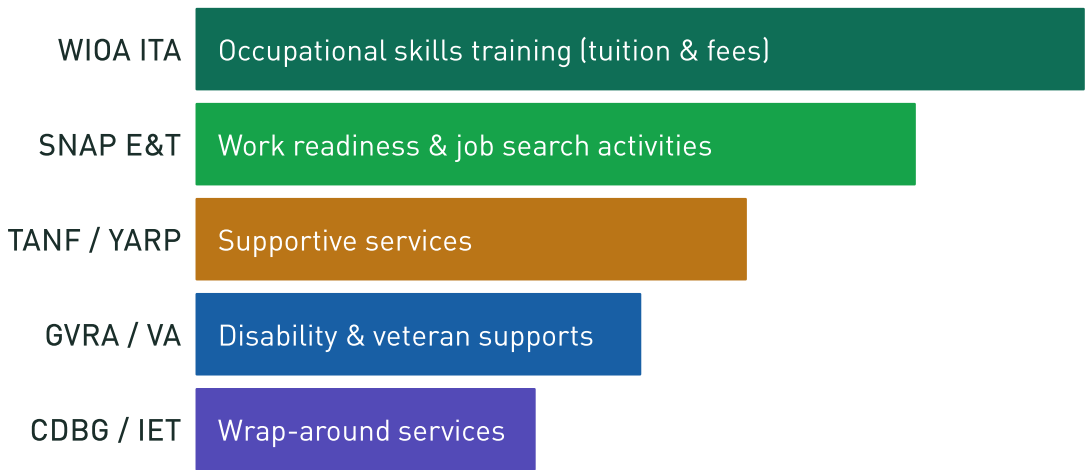 WIOA ITA Occupational skills training (tuition & fees)
SNAP E&T Work readiness & job search activities
TANF / YARP Supportive services
GVRA / VA Disability & veteran supports
CDBG / IET Wrap-around services